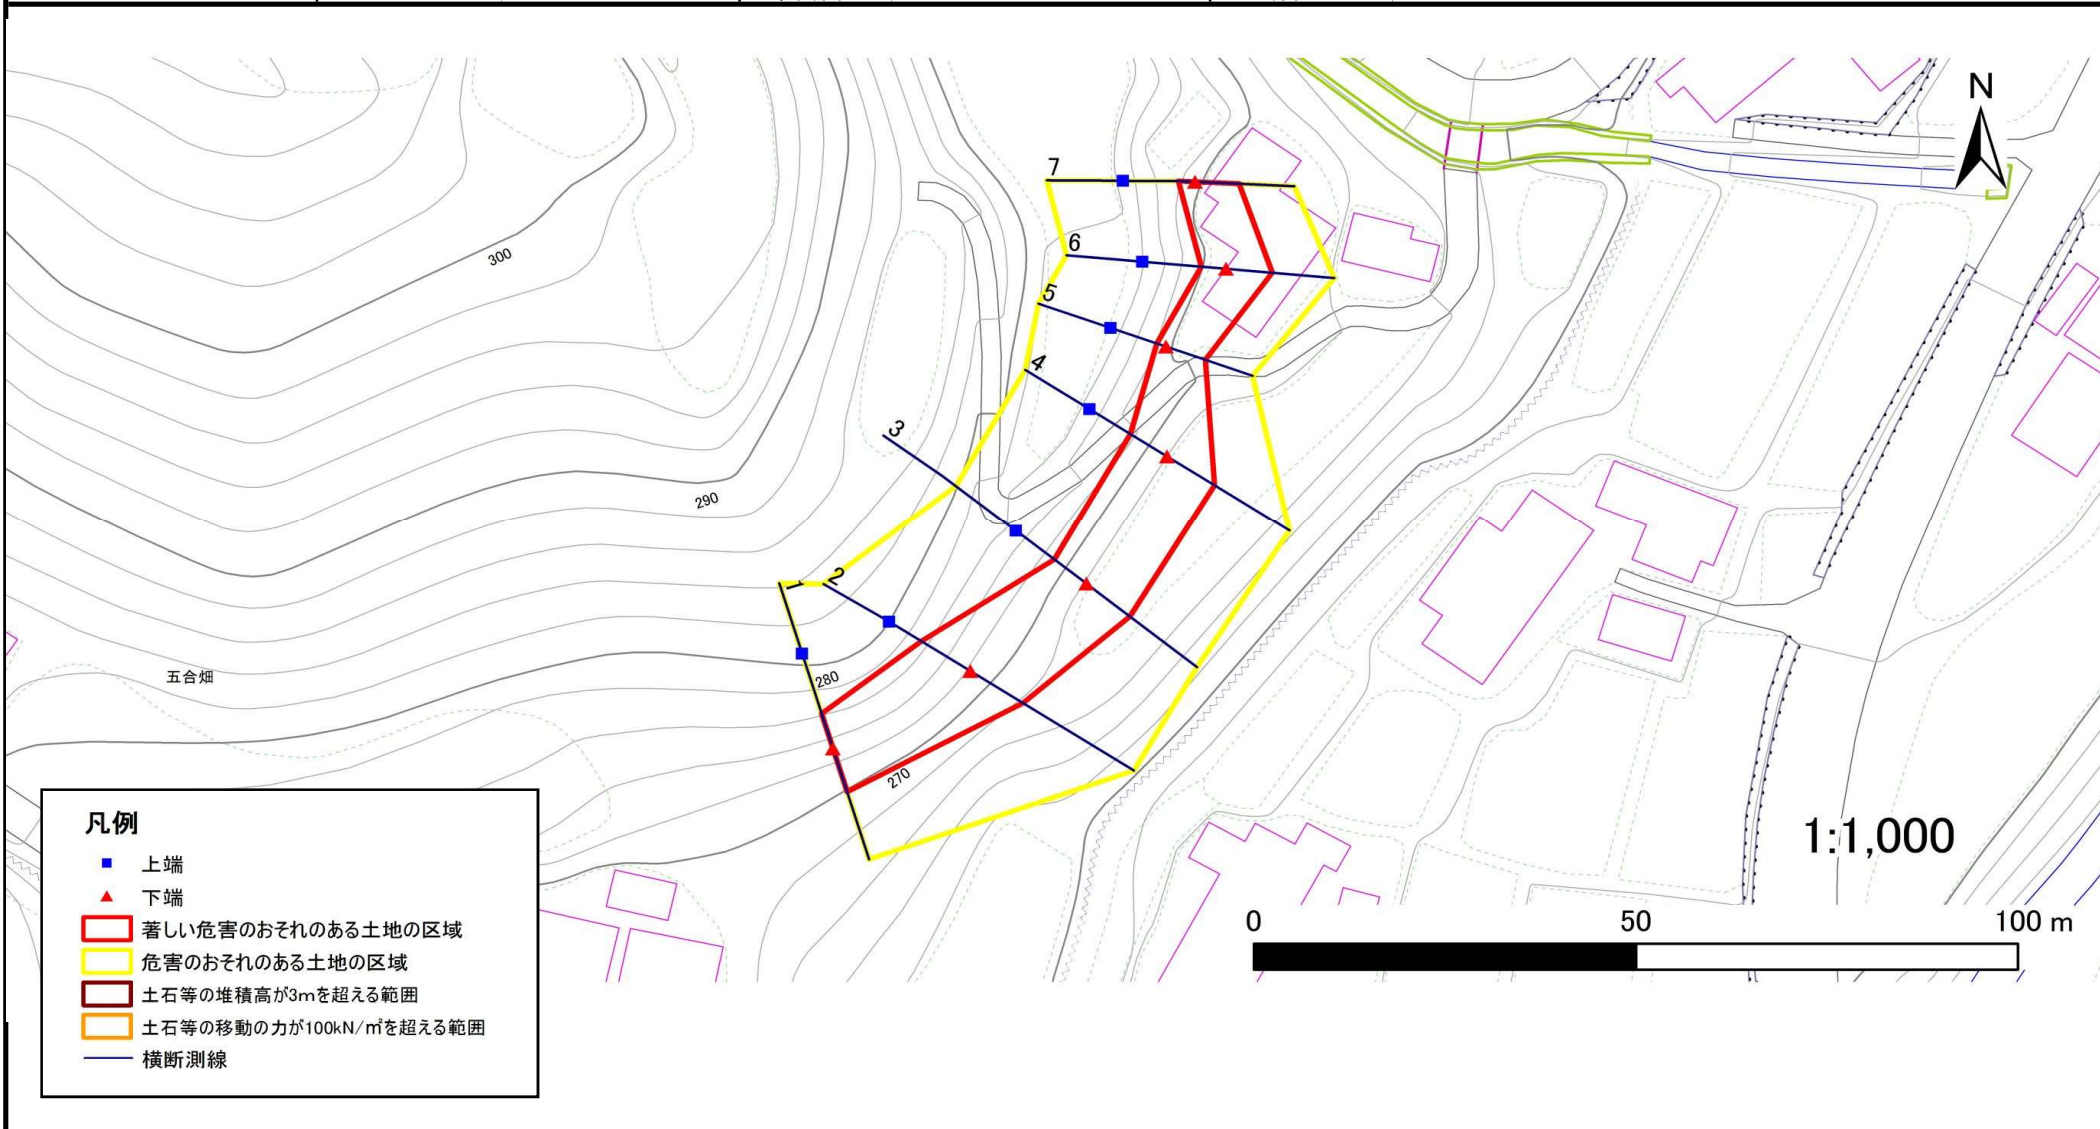 N
7
6
5
4
3
2
1
300
290
280
270
五合畑
1:1,000
0 50 100 m
凡例
上端
下端
著しい危害のおそれのある土地の区域
危害のおそれのある土地の区域
土石等の堆積高が3mを超える範囲
土石等の移動の力が100kN/㎡を超える範囲
横断測線